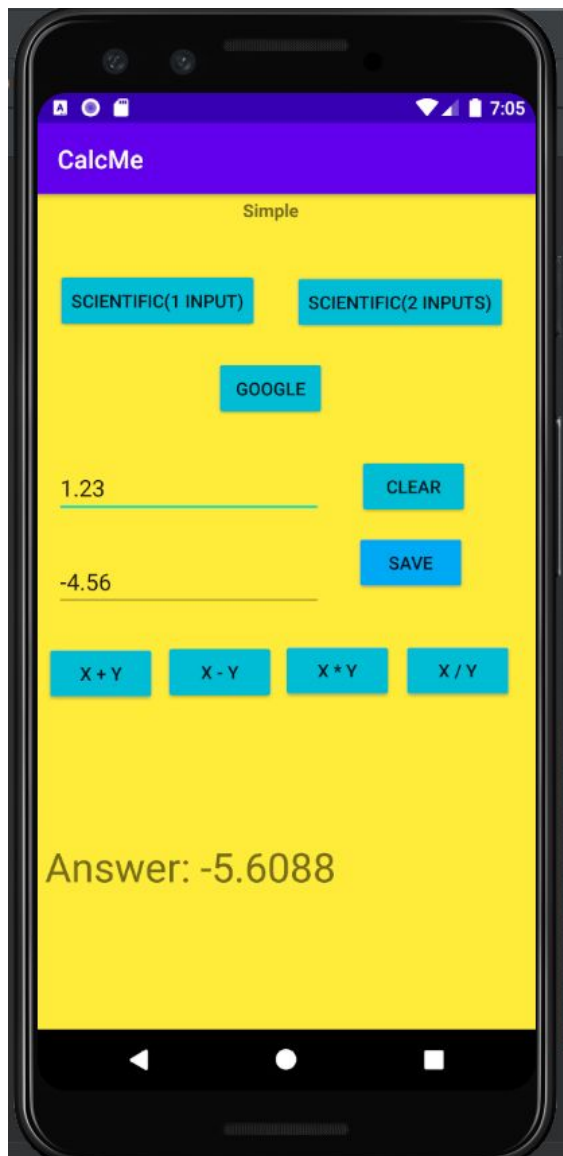 7:05
CalcMe
Simple
SCIENTIFIC(1 INPUT) SCIENTIFIC(2 INPUTS)
GOOGLE
1.23 CLEAR
SAVE
-4.56
X + Y X - Y X * Y X / Y
Answer: -5.6088